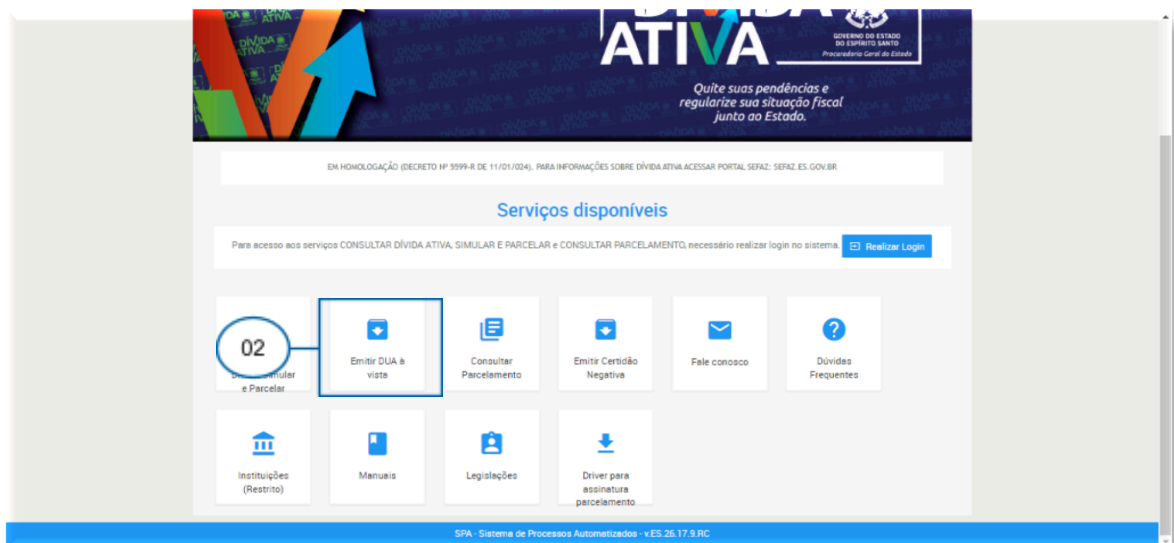 DÍVIDA
ATIVA
GOVERNO DO ESTADO
DO ESPÍRITO SANTO
Procuradoria Geral do Estado
Quite suas pendências e
regularize sua situação fiscal
junto ao Estado.
EM HOMOLOGAÇÃO (DECRETO Nº 5599-R DE 11/01/024). PARA INFORMAÇÕES SOBRE DÍVIDA ATIVA ACESSAR PORTAL SEFAZ: SEFAZ.ES.GOV.BR
Serviços disponíveis
Para acesso aos serviços CONSULTAR DÍVIDA ATIVA, SIMULAR E PARCELAR e CONSULTAR PARCELAMENTO, necessário realizar login no sistema. Realizar Login
02
e Parcelar
Emitir DUA à
vista
Consultar
Parcelamento
Emitir Certidão
Negativa
Fale conosco
Dúvidas
Frequentes
Instituições
(Restrito)
Manuais
Legislações
Driver para
assinatura
parcelamento
SPA - Sistema de Processos Automatizados - v.ES.26.17.9.RC